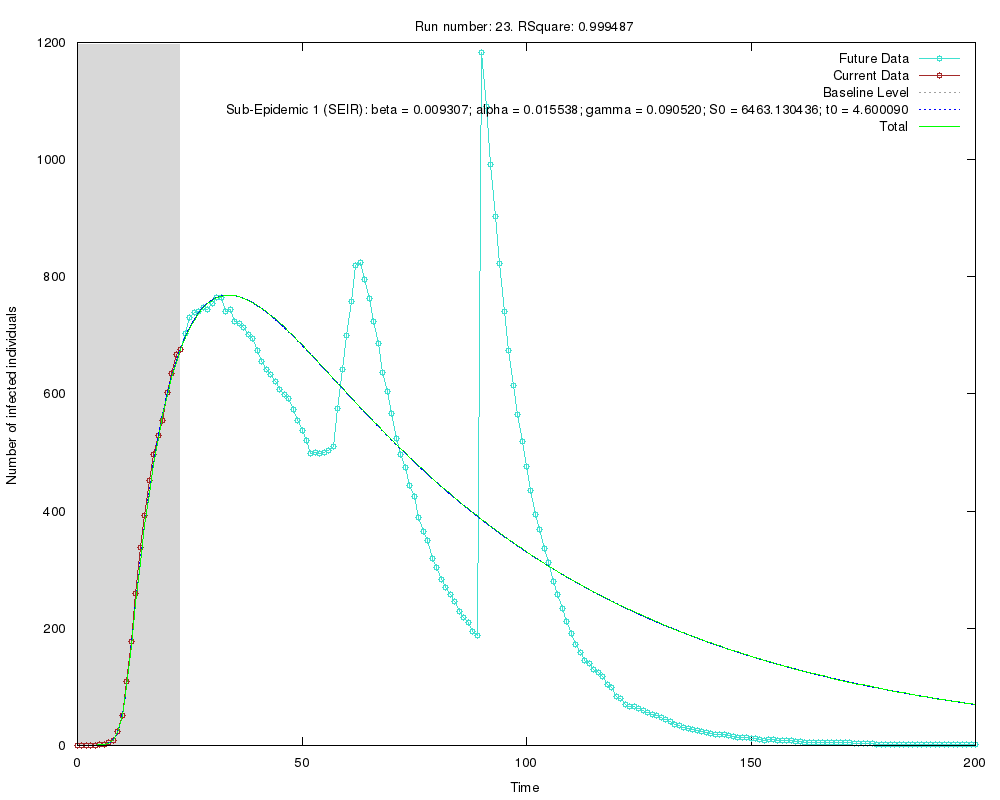 Run number: 23. RSquare: 0.999487
1200
1000
800
600
400
200
0
Number of infected individuals
Future Data
Current Data
Baseline Level
Sub-Epidemic 1 (SEIR): beta = 0.009307; alpha = 0.015538; gamma = 0.090520; S0 = 6463.130436; t0 = 4.600090
Total
0 50 100 150 200
Time